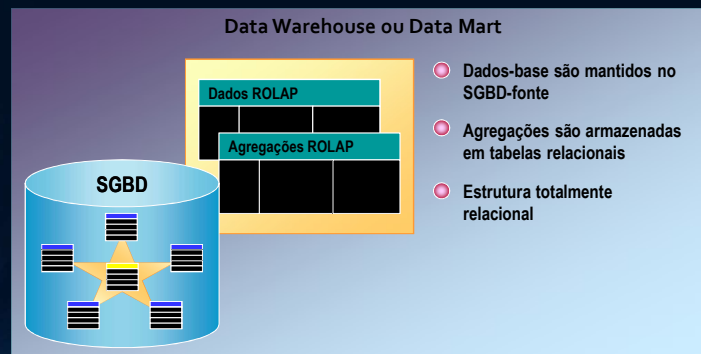 Data Warehouse ou Data Mart
Dados ROLAP
Agregações ROLAP
SGBD
Dados-base são mantidos no
SGBD-fonte
Agregações são armazenadas
em tabelas relacionais
Estrutura totalmente
relacional